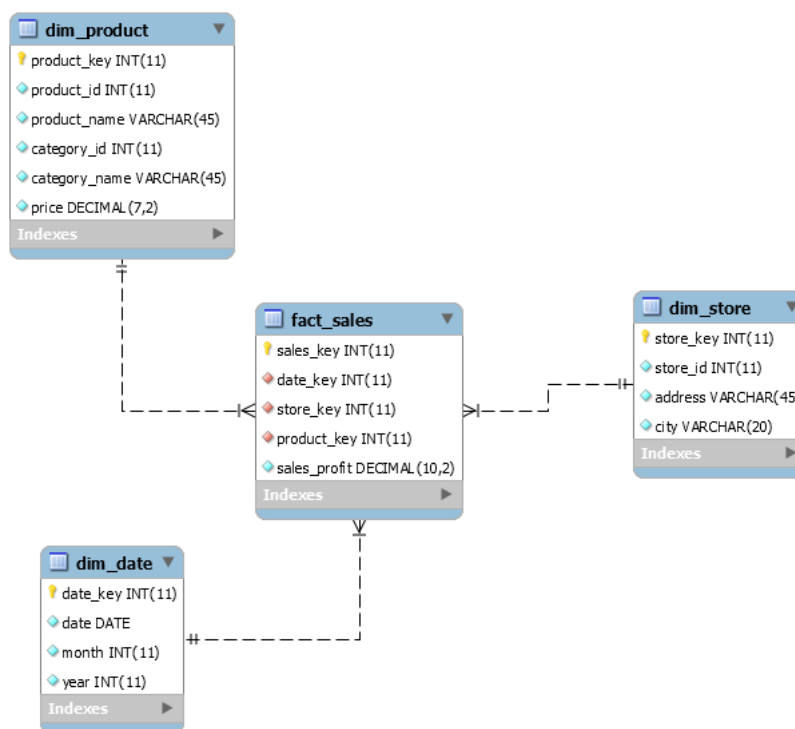 dim_product
product_key INT(11)
product_id INT(11)
product_name VARCHAR(45)
category_id INT(11)
category_name VARCHAR(45)
price DECIMAL(7,2)
Indexes
fact_sales
sales_key INT(11)
date_key INT(11)
store_key INT(11)
product_key INT(11)
sales_profit DECIMAL(10,2)
Indexes
dim_store
store_key INT(11)
store_id INT(11)
address VARCHAR(45
city VARCHAR(20)
Indexes
dim_date
date_key INT(11)
date DATE
month INT(11)
year INT(11)
Indexes